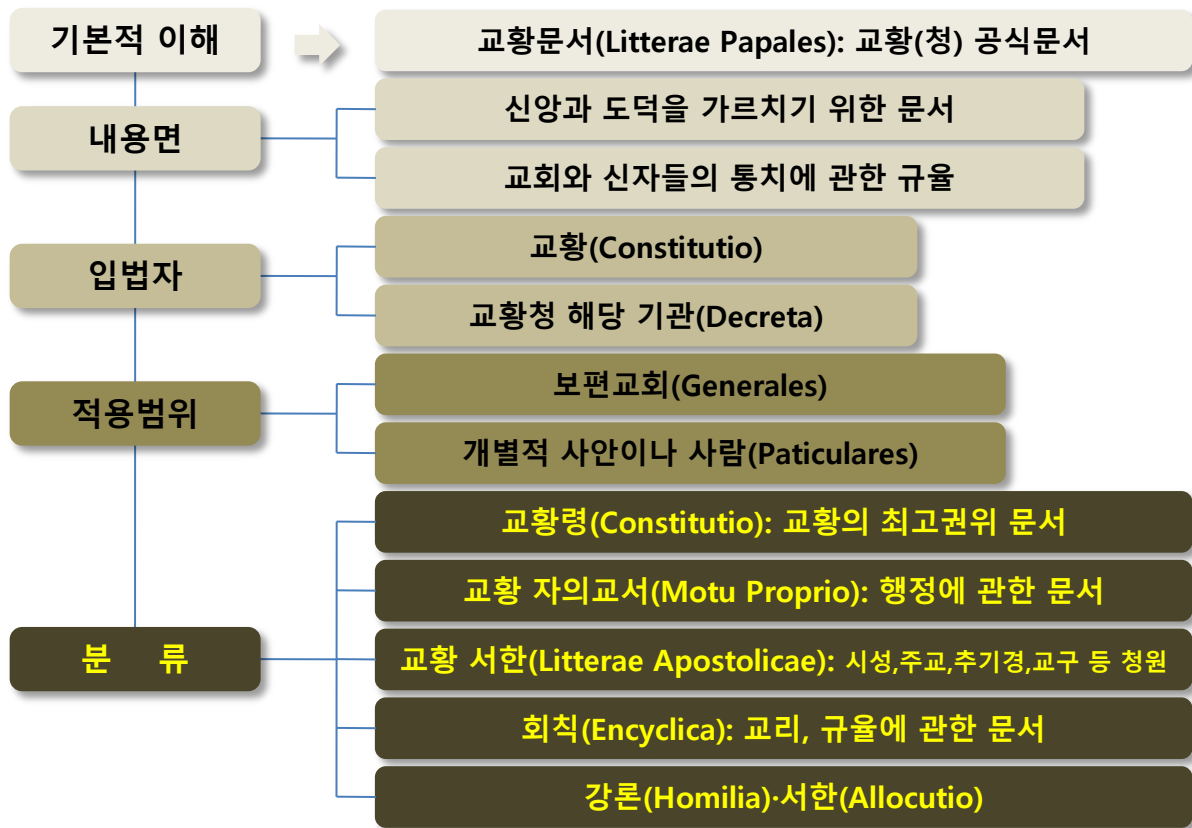 기본적 이해
교황문서(Litterae Papales): 교황(청) 공식문서
내용면
신앙과 도덕을 가르치기 위한 문서
교회와 신자들의 통치에 관한 규율
입법자
교황(Constitutio)
교황청 해당 기관(Decreta)
적용범위
보편교회(Generales)
개별적 사안이나 사람(Paticulares)
분 류
교황령(Constitutio): 교황의 최고권위 문서
교황 자의교서(Motu Proprio): 행정에 관한 문서
교황 서한(Litterae Apostolicae): 시성,주교,추기경,교구 등 청원
회칙(Encyclica): 교리, 규율에 관한 문서
강론(Homilia)·서한(Allocutio)